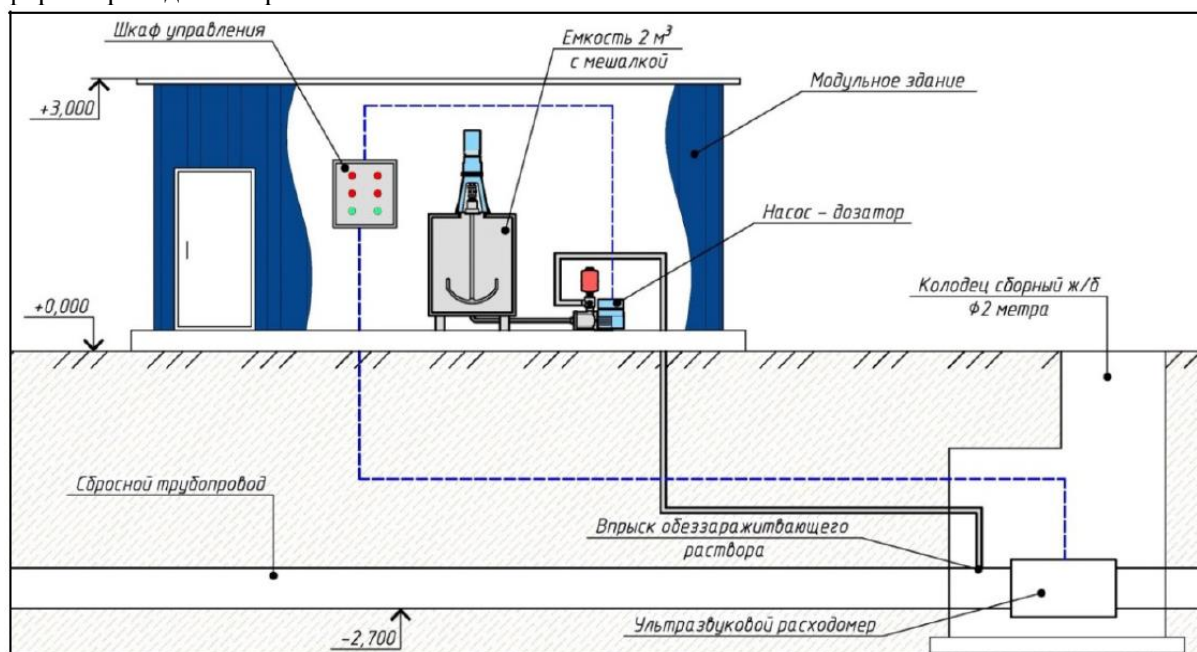 Шкаф управления
Емкость 2 м³
с мешалкой
Модульное здание
+3,000
Насос - дозатор
Колодец сборный ж/б
Ф2 метра
+0,000
Сбросной трубопровод
Впрыск обеззаражитвающего
раствора
Ультразвуковой расходомер
-2,700